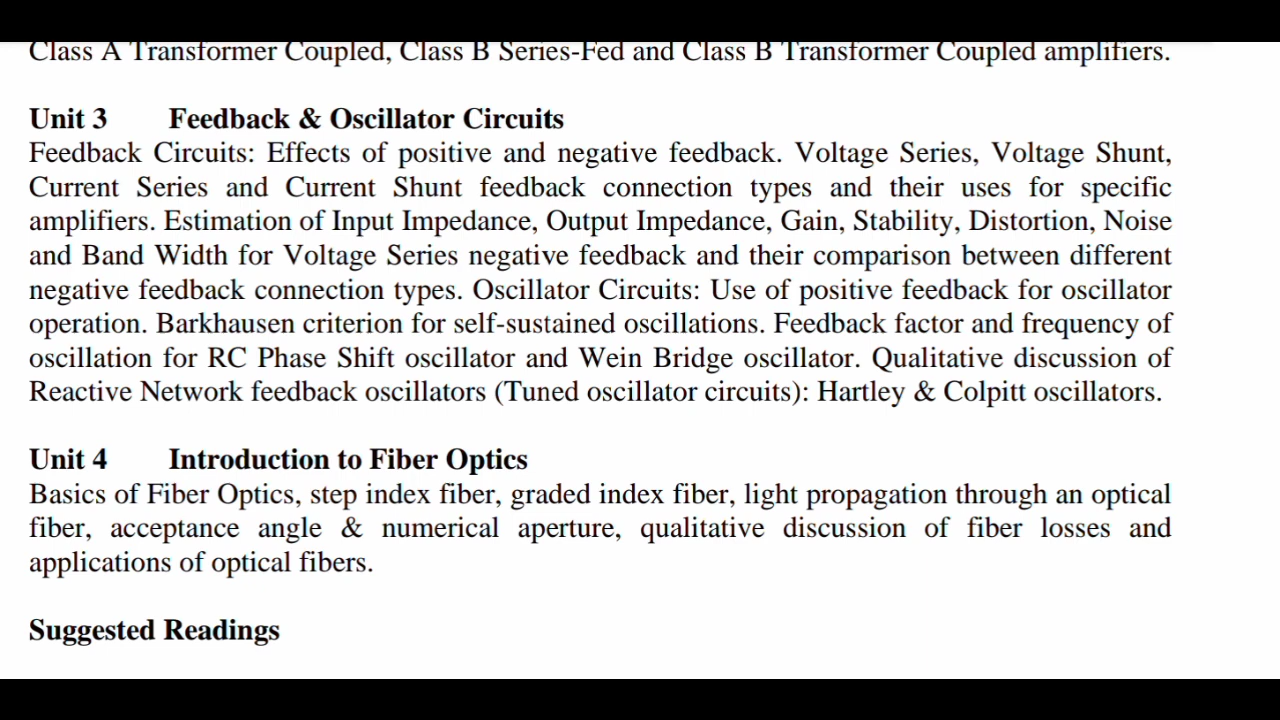 Class A Transformer Coupled, Class B Series-Fed and Class B Transformer Coupled amplifiers.
Unit 3 Feedback & Oscillator Circuits
Feedback Circuits: Effects of positive and negative feedback. Voltage Series, Voltage Shunt,
Current Series and Current Shunt feedback connection types and their uses for specific
amplifiers. Estimation of Input Impedance, Output Impedance, Gain, Stability, Distortion, Noise
and Band Width for Voltage Series negative feedback and their comparison between different
negative feedback connection types. Oscillator Circuits: Use of positive feedback for oscillator
operation. Barkhausen criterion for self-sustained oscillations. Feedback factor and frequency of
oscillation for RC Phase Shift oscillator and Wein Bridge oscillator. Qualitative discussion of
Reactive Network feedback oscillators (Tuned oscillator circuits): Hartley & Colpitt oscillators.
Unit 4 Introduction to Fiber Optics
Basics of Fiber Optics, step index fiber, graded index fiber, light propagation through an optical
fiber, acceptance angle & numerical aperture, qualitative discussion of fiber losses and
applications of optical fibers.
Suggested Readings